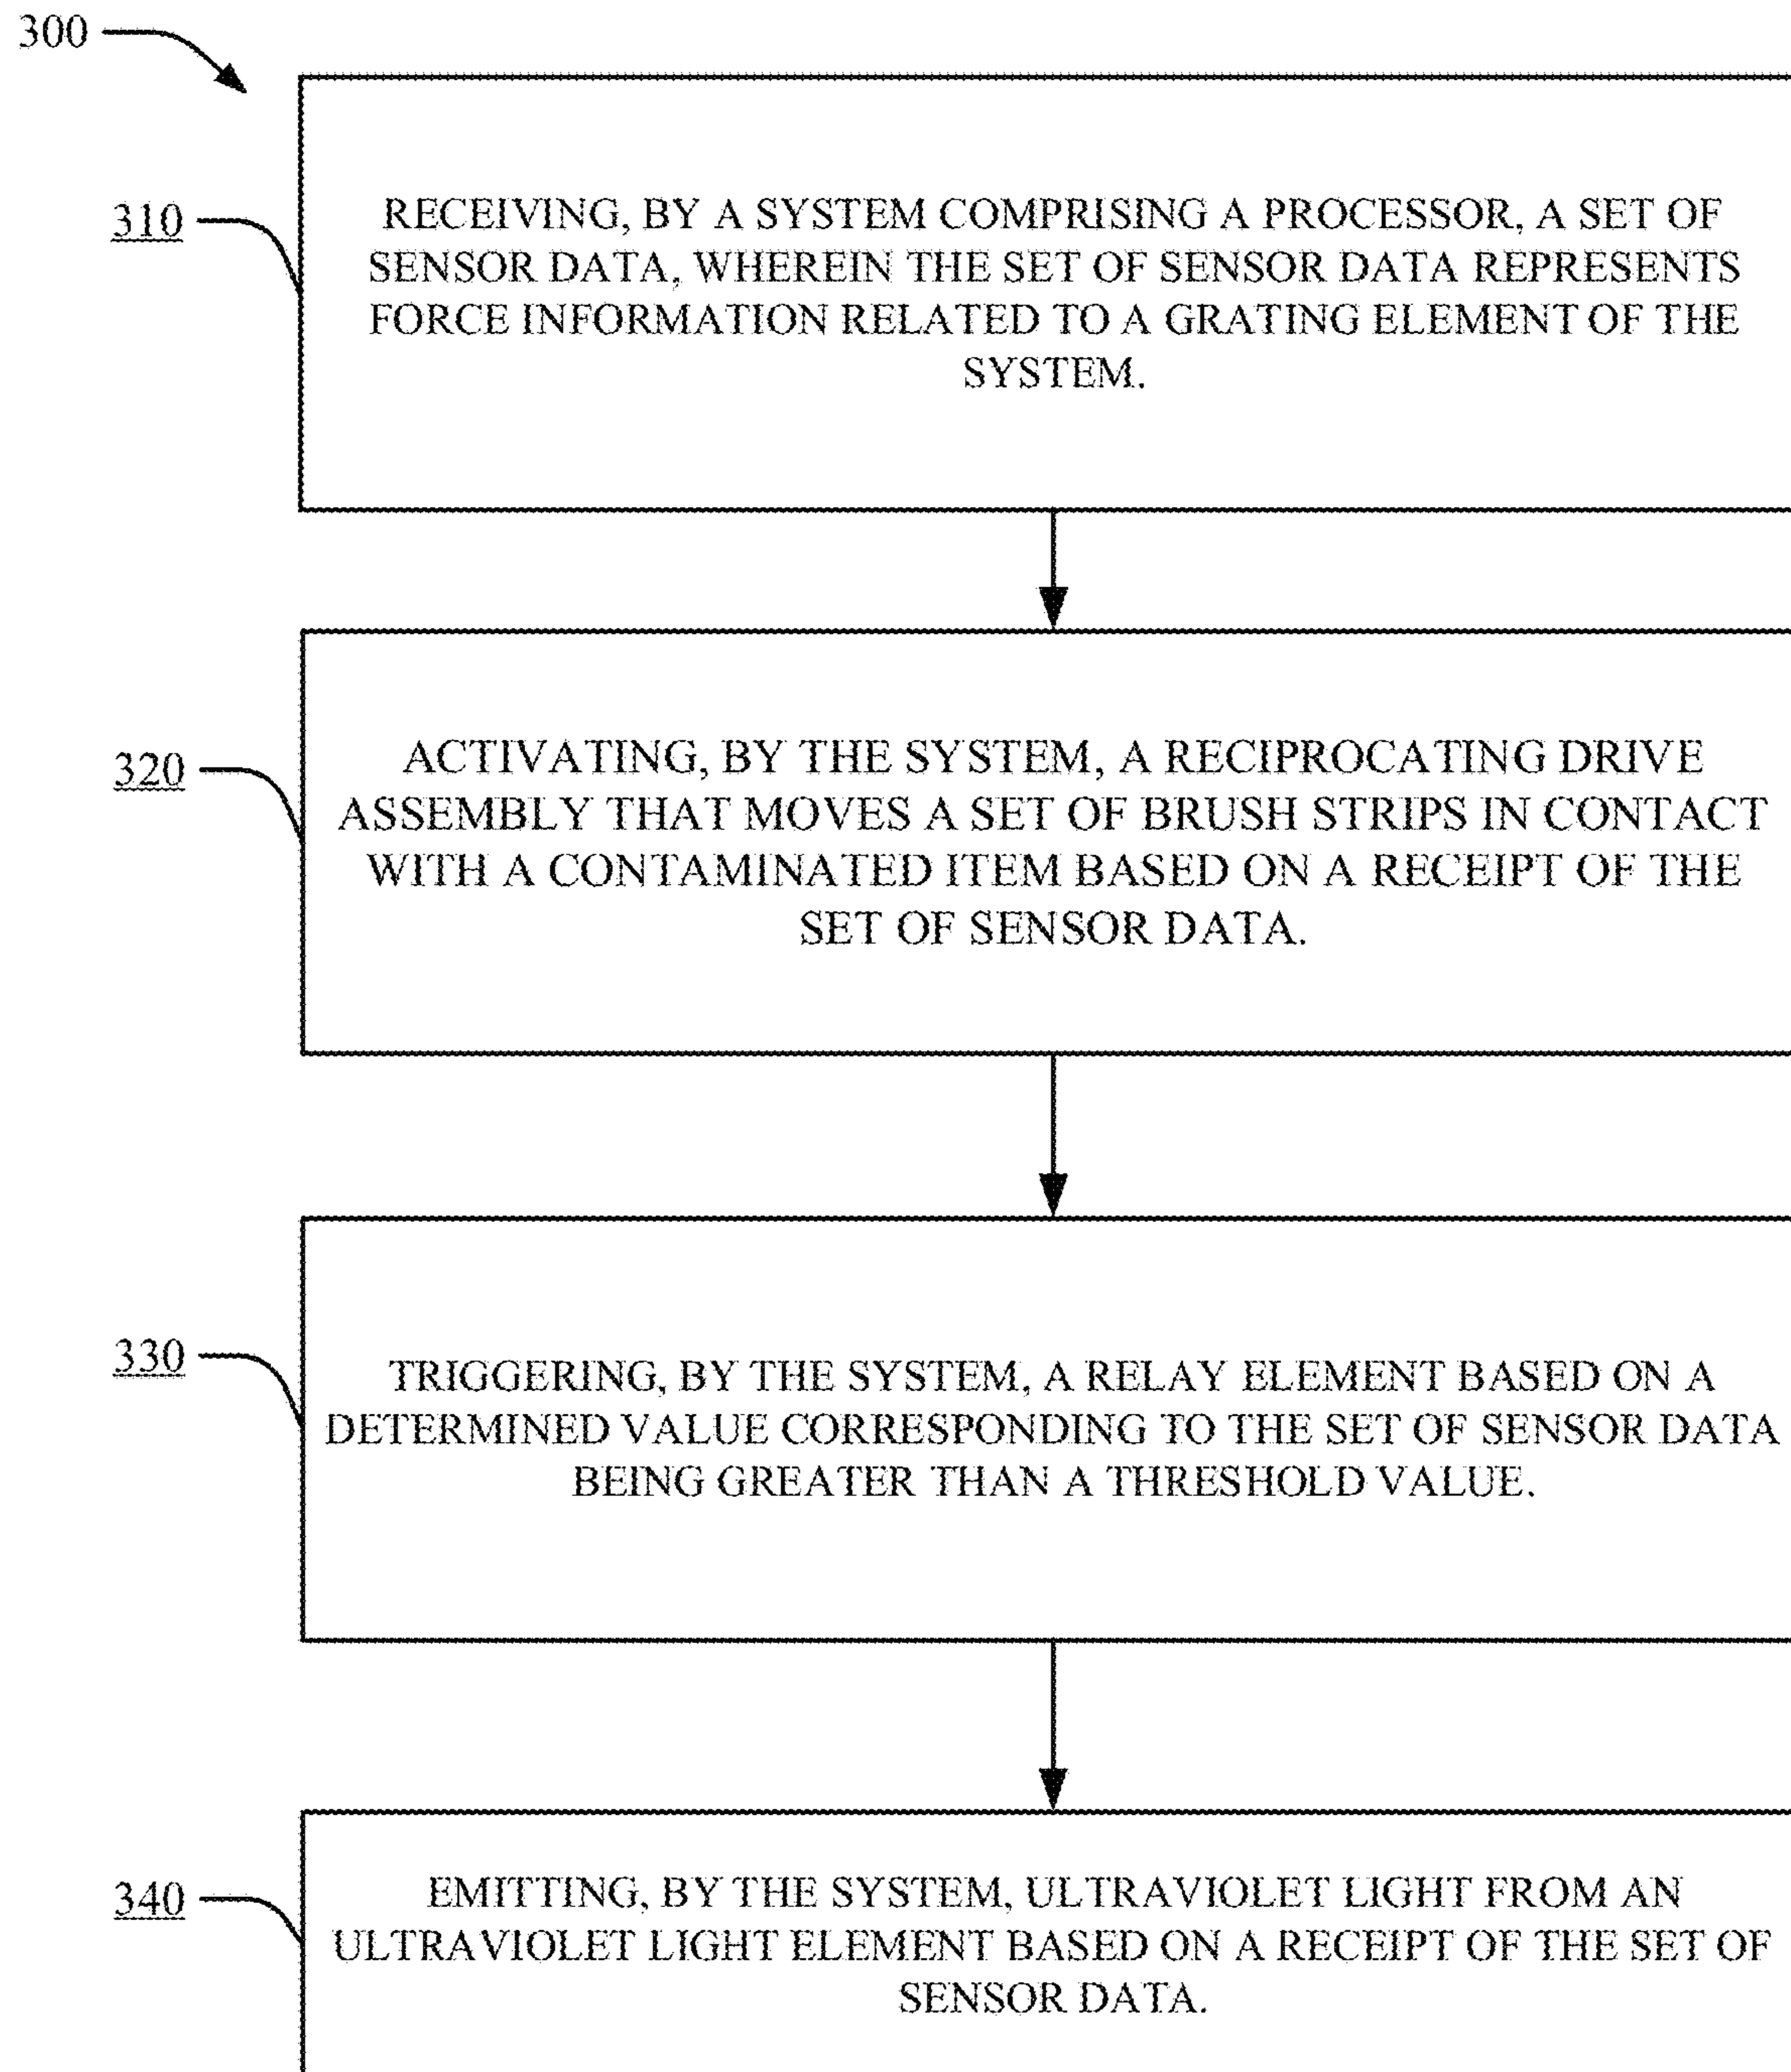 300
310
RECEIVING, BY A SYSTEM COMPRISING A PROCESSOR, A SET OF
SENSOR DATA, WHEREIN THE SET OF SENSOR DATA REPRESENTS
FORCE INFORMATION RELATED TO A GRATING ELEMENT OF THE
SYSTEM.
320
ACTIVATING, BY THE SYSTEM, A RECIPROCATING DRIVE
ASSEMBLY THAT MOVES A SET OF BRUSH STRIPS IN CONTACT
WITH A CONTAMINATED ITEM BASED ON A RECEIPT OF THE
SET OF SENSOR DATA.
330
TRIGGERING, BY THE SYSTEM, A RELAY ELEMENT BASED ON A
DETERMINED VALUE CORRESPONDING TO THE SET OF SENSOR DATA
BEING GREATER THAN A THRESHOLD VALUE.
340
EMITTING, BY THE SYSTEM, ULTRAVIOLET LIGHT FROM AN
ULTRAVIOLET LIGHT ELEMENT BASED ON A RECEIPT OF THE SET OF
SENSOR DATA.